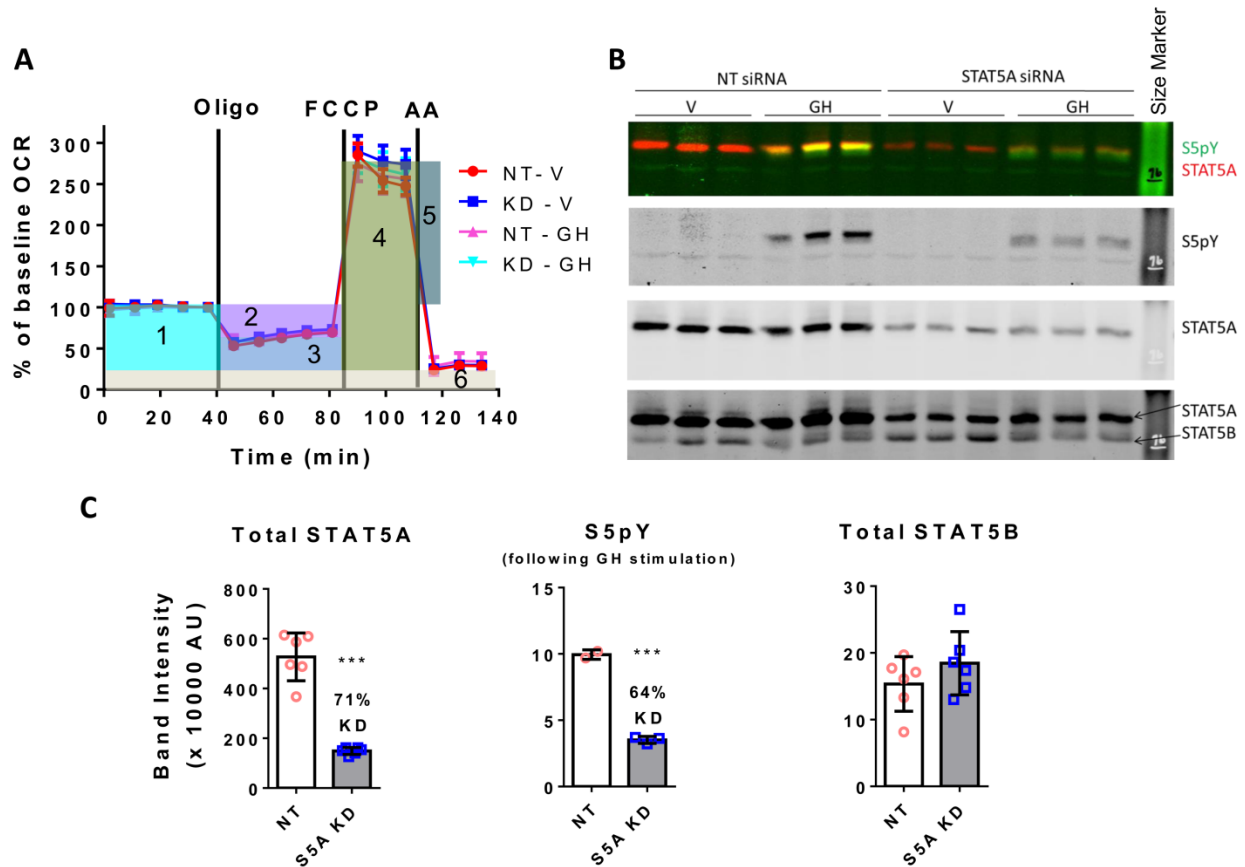 A
Oligo FCCP AA
% of baseline OCR
300
250
200
150
100
50
0
1
2
3
4
5
6
0 20 40 60 80 100 120 140
Time (min)
NT- V
KD - V
NT - GH
KD - GH
B
NT siRNA STAT5A siRNA
V GH V GH
Size Marker
S5pY
STAT5A
S5pY
STAT5A
STAT5A
STAT5B
C
Total STAT5A
Band Intensity
(x 10000 AU)
800
600
400
200
0
***
71%
KD
NT S5A KD
S5pY
(following GH stimulation)
15
10
5
0
***
64%
KD
NT S5A KD
Total STAT5B
30
20
10
0
NT S5A KD